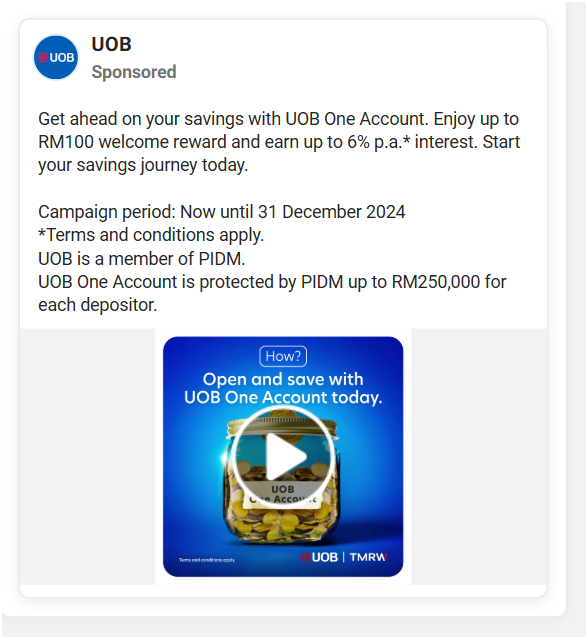 UOB
UOB
Sponsored
Get ahead on your savings with UOB One Account. Enjoy up to
RM100 welcome reward and earn up to 6% p.a.* interest. Start
your savings journey today.
Campaign period: Now until 31 December 2024
*Terms and conditions apply.
UOB is a member of PIDM.
UOB One Account is protected by PIDM up to RM250,000 for
each depositor.
How?
Open and save with
UOB One Account today.
UOB
One Account
Terms and conditions apply.
UOB | TMRW